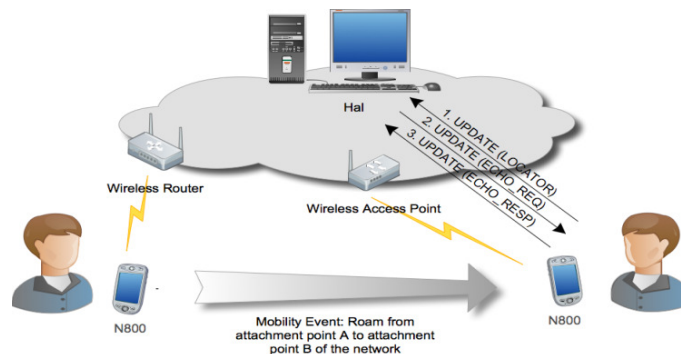 Hal
1. UPDATE (LOCATOR)
2. UPDATE (ECHO_REQ)
3. UPDATE (ECHO_RESP)
Wireless Router
Wireless Access Point
N800
N800
Mobility Event: Roam from
attachment point A to attachment
point B of the network